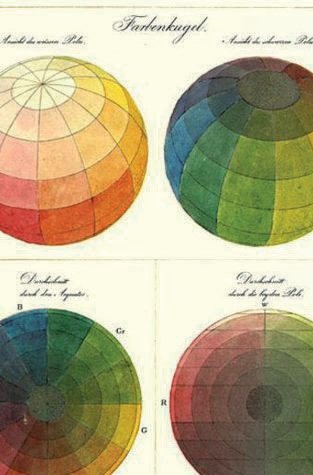 Farbenkugel.
Ansicht des weissen Pols.
Ansicht des schwarzen Pols
Durchschnitt
durch den Aequator.
Durchschnitt
durch die beyden Pole.
B
Gr
G
W
R